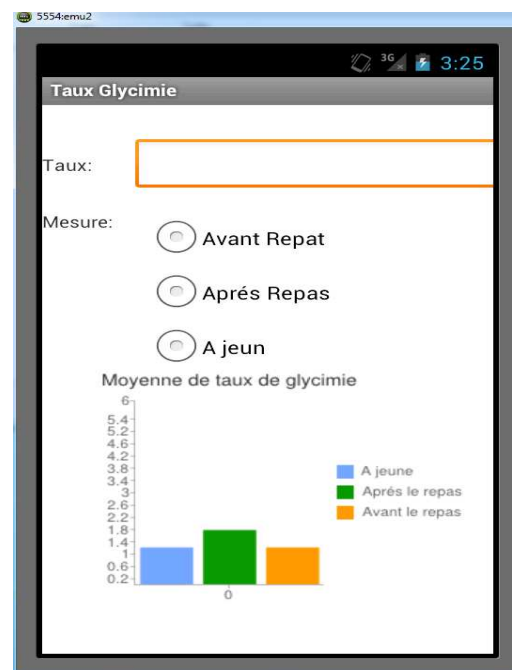 5554:emu2
3G 3:25
Taux Glycimie
Taux:
Mesure:
Avant Repat
Aprés Repas
A jeun
Moyenne de taux de glycimie
6
5.4
5.2
4.6
4.2
3.8
3.4
3
2.6
2.2
1.8
1.4
1
0.6
0.2
0
A jeune
Aprés le repas
Avant le repas